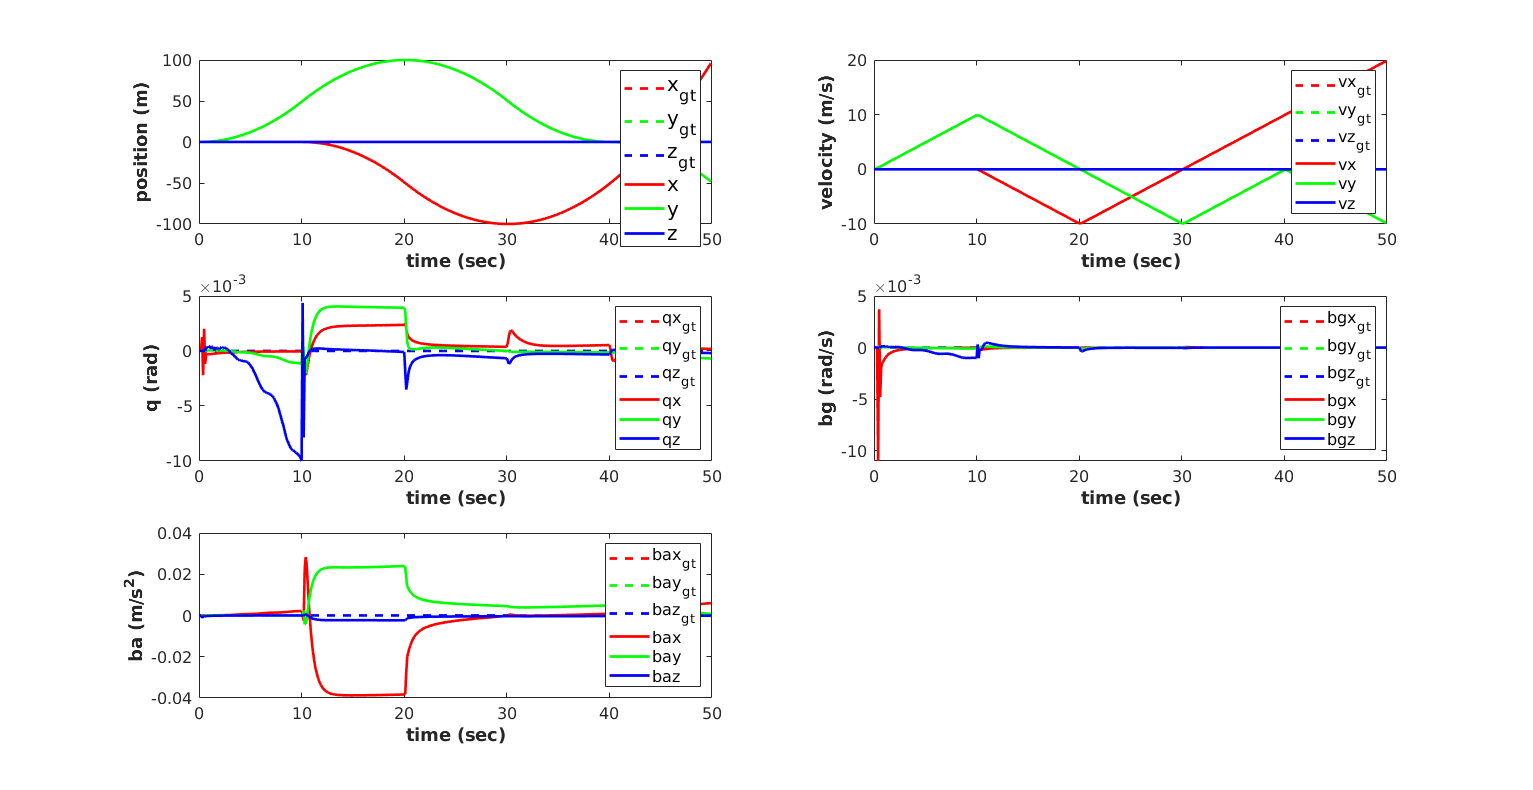 100
50
0
-50
-100
position (m)
0 10 20 30 40 50
time (sec)
x_gt
y_gt
z_gt
x
y
z
20
10
0
-10
velocity (m/s)
0 10 20 30 40 50
time (sec)
vx_gt
vy_gt
vz_gt
vx
vy
vz
×10^-3
5
0
-5
-10
q (rad)
0 10 20 30 40 50
time (sec)
qx_gt
qy_gt
qz_gt
qx
qy
qz
×10^-3
5
0
-5
-10
bg (rad/s)
0 10 20 30 40 50
time (sec)
bgx_gt
bgy_gt
bgz_gt
bgx
bgy
bgz
0.04
0.02
0
-0.02
-0.04
ba (m/s^2)
0 10 20 30 40 50
time (sec)
bax_gt
bay_gt
baz_gt
bax
bay
baz